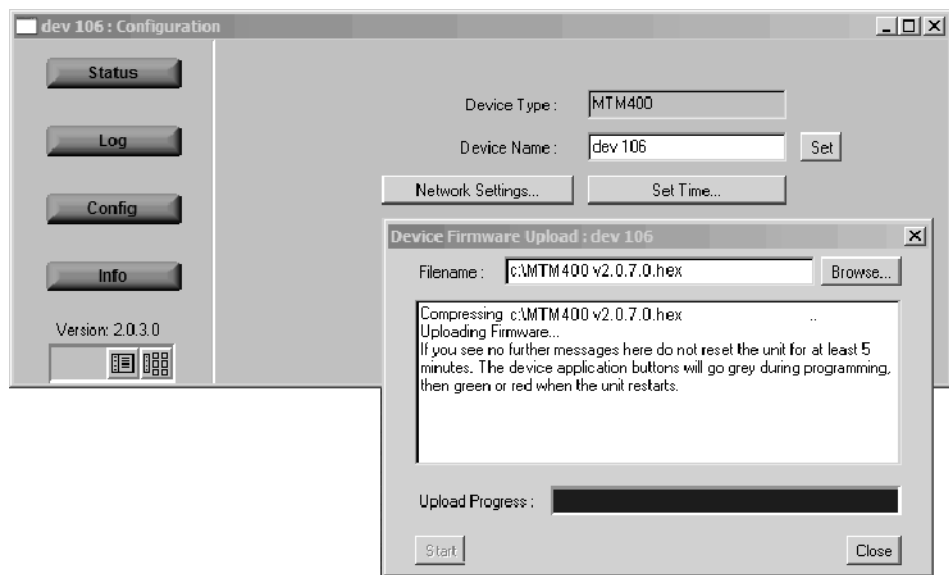 dev 106 : Configuration
Status
Log
Config
Info
Version: 2.0.3.0
Device Type :
MTM400
Device Name :
dev 106
Set
Network Settings...
Set Time...
Device Firmware Upload : dev 106
Filename :
c:\MTM400 v2.0.7.0.hex
Browse...
Compressing c:\MTM400 v2.0.7.0.hex ..
Uploading Firmware...
If you see no further messages here do not reset the unit for at least 5
minutes. The device application buttons will go grey during programming,
then green or red when the unit restarts.
Upload Progress :
Start
Close